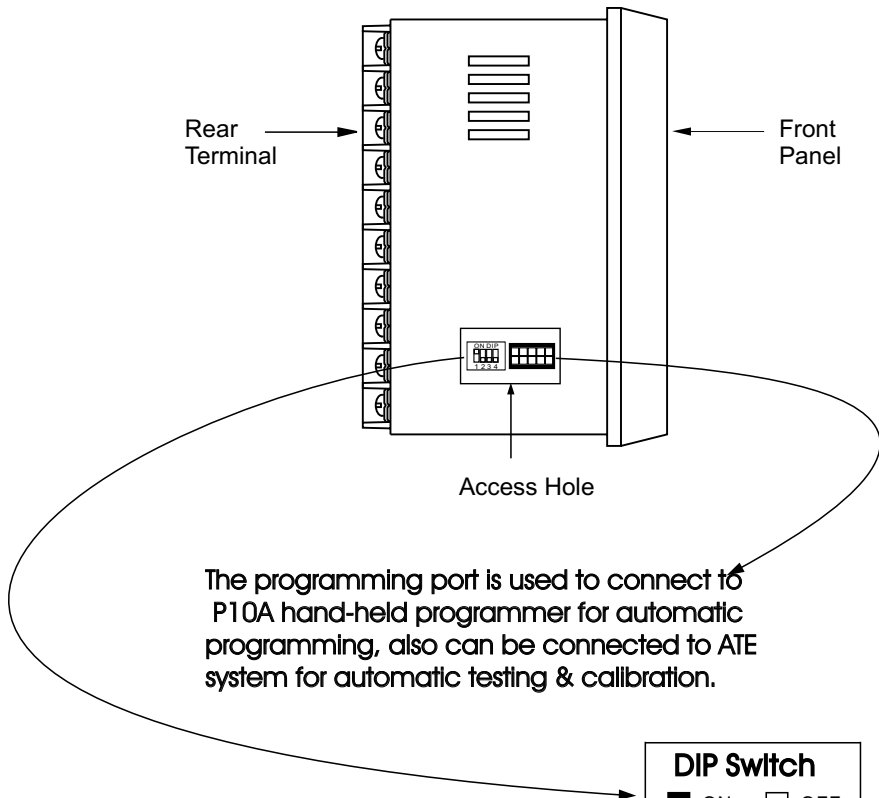 Rear
Terminal
Front
Panel
ON DIP
1 2 3 4
Access Hole
The programming port is used to connect to
P10A hand-held programmer for automatic
programming, also can be connected to ATE
system for automatic testing & calibration.
DIP Switch
ON OFF